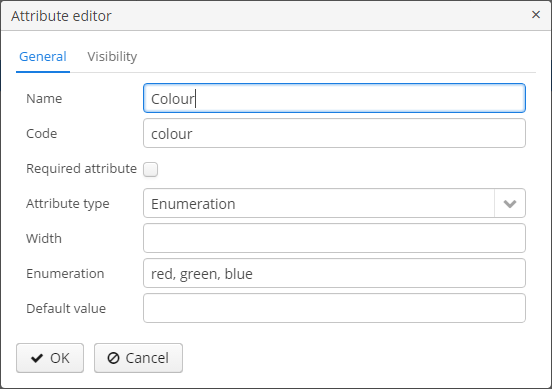 Attribute editor
General Visibility
Name Colour
Code colour
Required attribute
Attribute type Enumeration
Width
Enumeration red, green, blue
Default value
OK Cancel